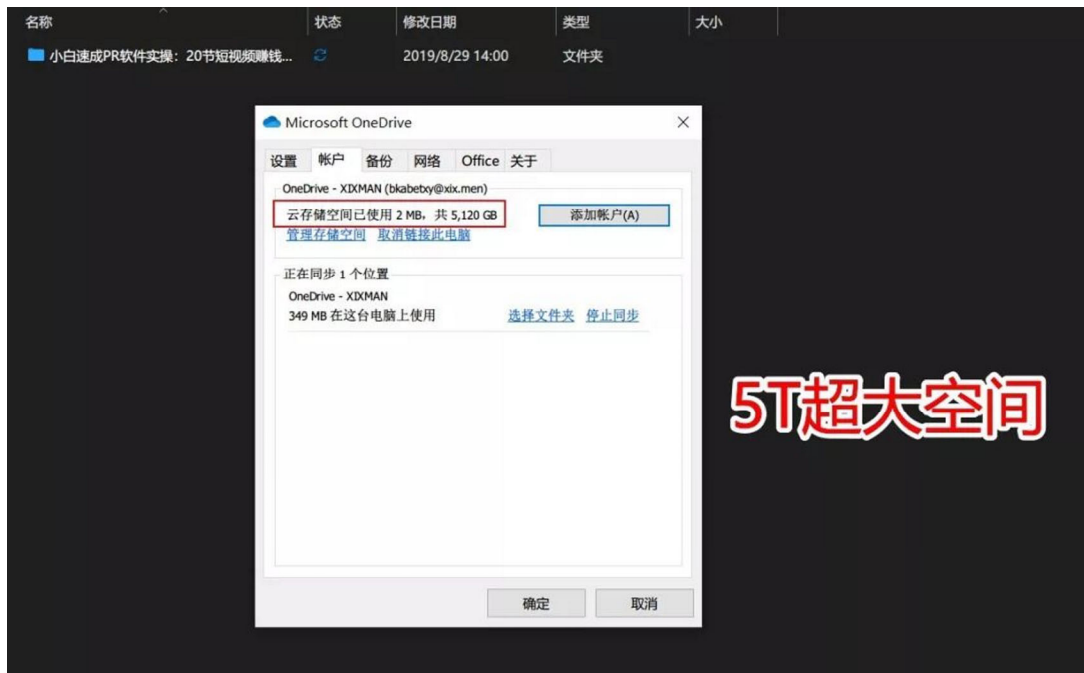 名称 状态 修改日期 类型 大小
小白速成PR软件实操：20节短视频赚钱... 2019/8/29 14:00 文件夹
Microsoft OneDrive
设置 帐户 备份 网络 Office 关于
OneDrive - XIXMAN (bkabetxy@xix.men)
云存储空间已使用 2 MB，共 5,120 GB 添加帐户(A)
管理存储空间 取消链接此电脑
正在同步 1 个位置
OneDrive - XIXMAN
349 MB 在这台电脑上使用 选择文件夹 停止同步
5T超大空间
确定 取消